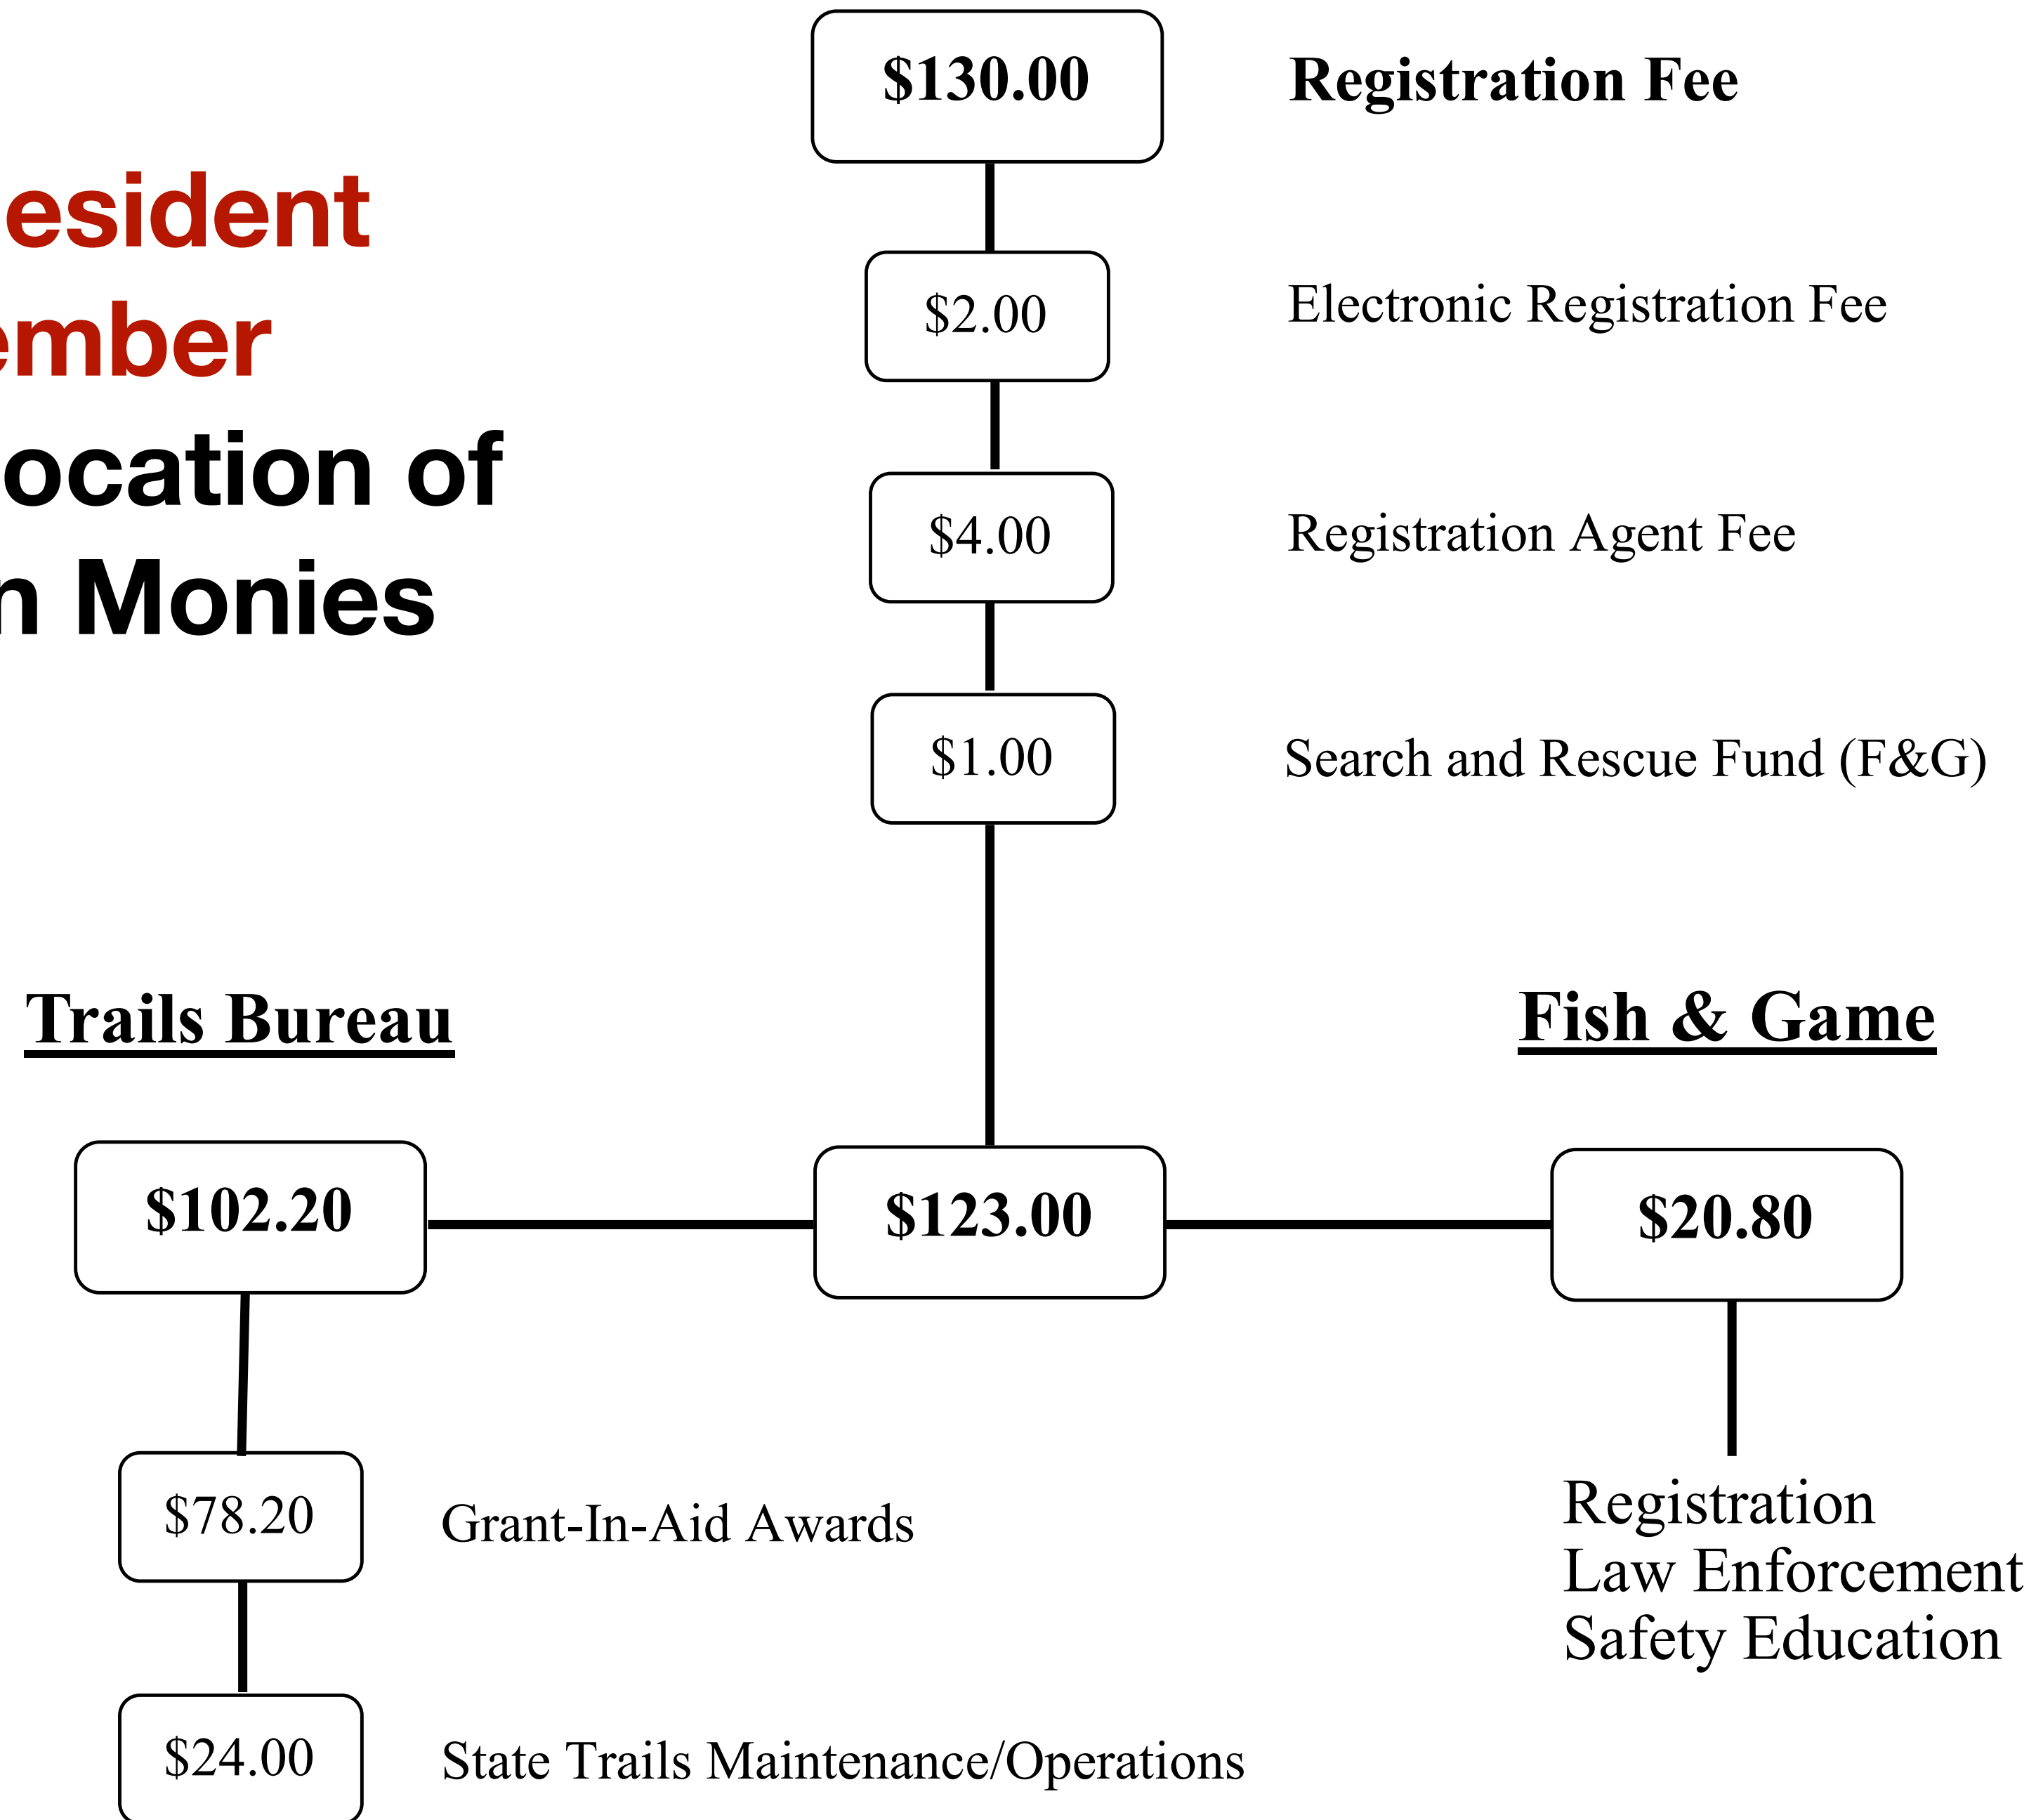 $130.00 Registration Fee
esident
ember
$2.00 Electronic Registration Fee
ocation of
n Monies
$4.00 Registration Agent Fee
$1.00 Search and Rescue Fund (F&G)
Trails Bureau
Fish & Game
$102.20
$123.00
$20.80
$78.20 Grant-In-Aid Awards
$24.00 State Trails Maintenance/Operations
Registration
Law Enforcement
Safety Education